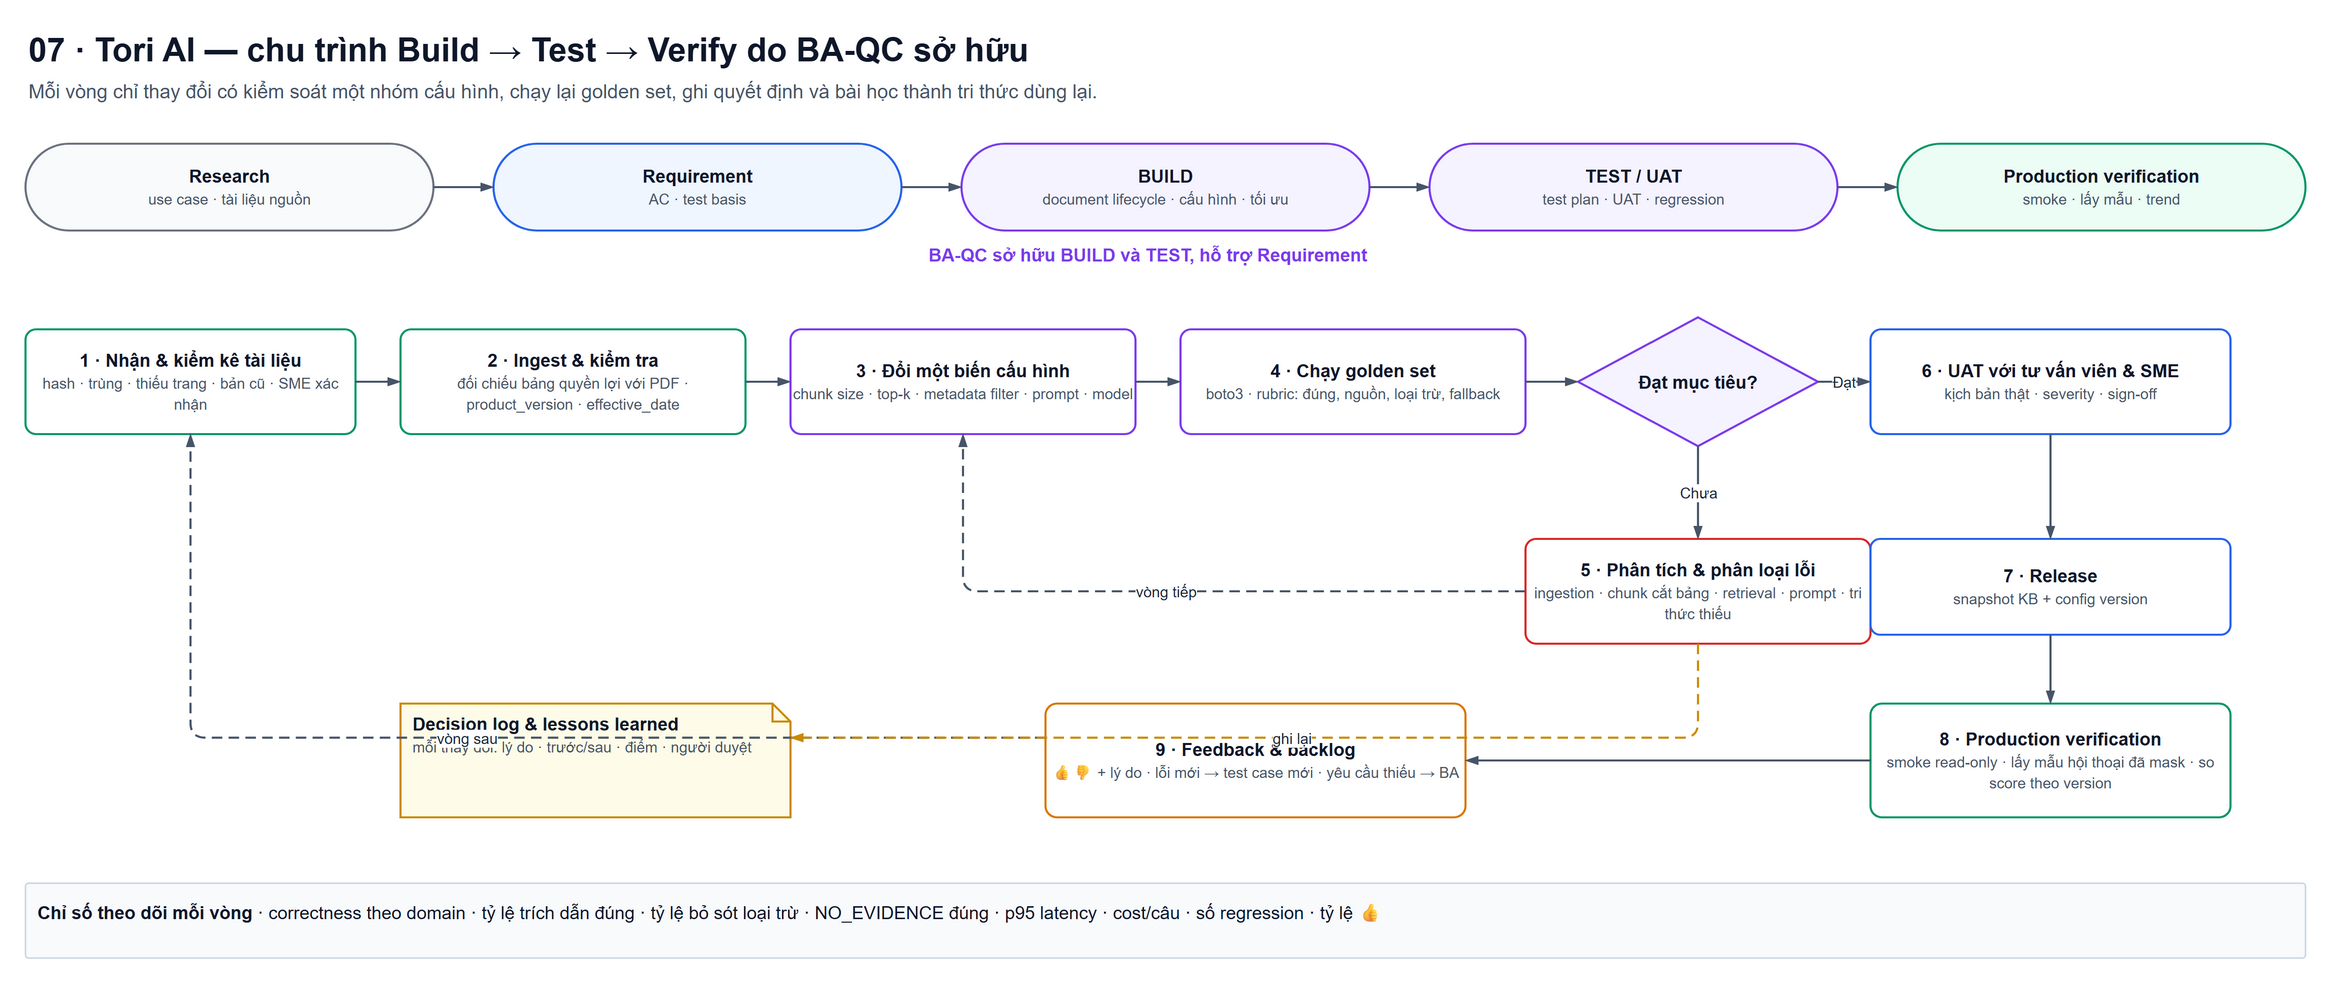 07 · Tori AI — chu trình Build → Test → Verify do BA-QC sở hữu
Mỗi vòng chỉ thay đổi có kiểm soát một nhóm cấu hình, chạy lại golden set, ghi quyết định và bài học thành tri thức dùng lại.
Research
use case · tài liệu nguồn
Requirement
AC · test basis
BUILD
document lifecycle · cấu hình · tối ưu
TEST / UAT
test plan · UAT · regression
Production verification
smoke · lấy mẫu · trend
BA-QC sở hữu BUILD và TEST, hỗ trợ Requirement
1 · Nhận & kiểm kê tài liệu
hash · trùng · thiếu trang · bản cũ · SME xác
nhận
2 · Ingest & kiểm tra
đối chiếu bảng quyền lợi với PDF ·
product_version · effective_date
3 · Đổi một biến cấu hình
chunk size · top-k · metadata filter · prompt · model
4 · Chạy golden set
boto3 · rubric: đúng, nguồn, loại trừ, fallback
Đạt mục tiêu?
Đạt
6 · UAT với tư vấn viên & SME
kịch bản thật · severity · sign-off
Chưa
5 · Phân tích & phân loại lỗi
ingestion · chunk cắt bảng · retrieval · prompt · tri
thức thiếu
vòng tiếp
7 · Release
snapshot KB + config version
Decision log & lessons learned
vòng sau
mỗi thay đổi: lý do · trước/sau · điểm · người duyệt
ghi lại
9 · Feedback & backlog
👍 👎 + lý do · lỗi mới → test case mới · yêu cầu thiếu → BA
8 · Production verification
smoke read-only · lấy mẫu hội thoại đã mask · so
score theo version
Chỉ số theo dõi mỗi vòng · correctness theo domain · tỷ lệ trích dẫn đúng · tỷ lệ bỏ sót loại trừ · NO_EVIDENCE đúng · p95 latency · cost/câu · số regression · tỷ lệ 👍